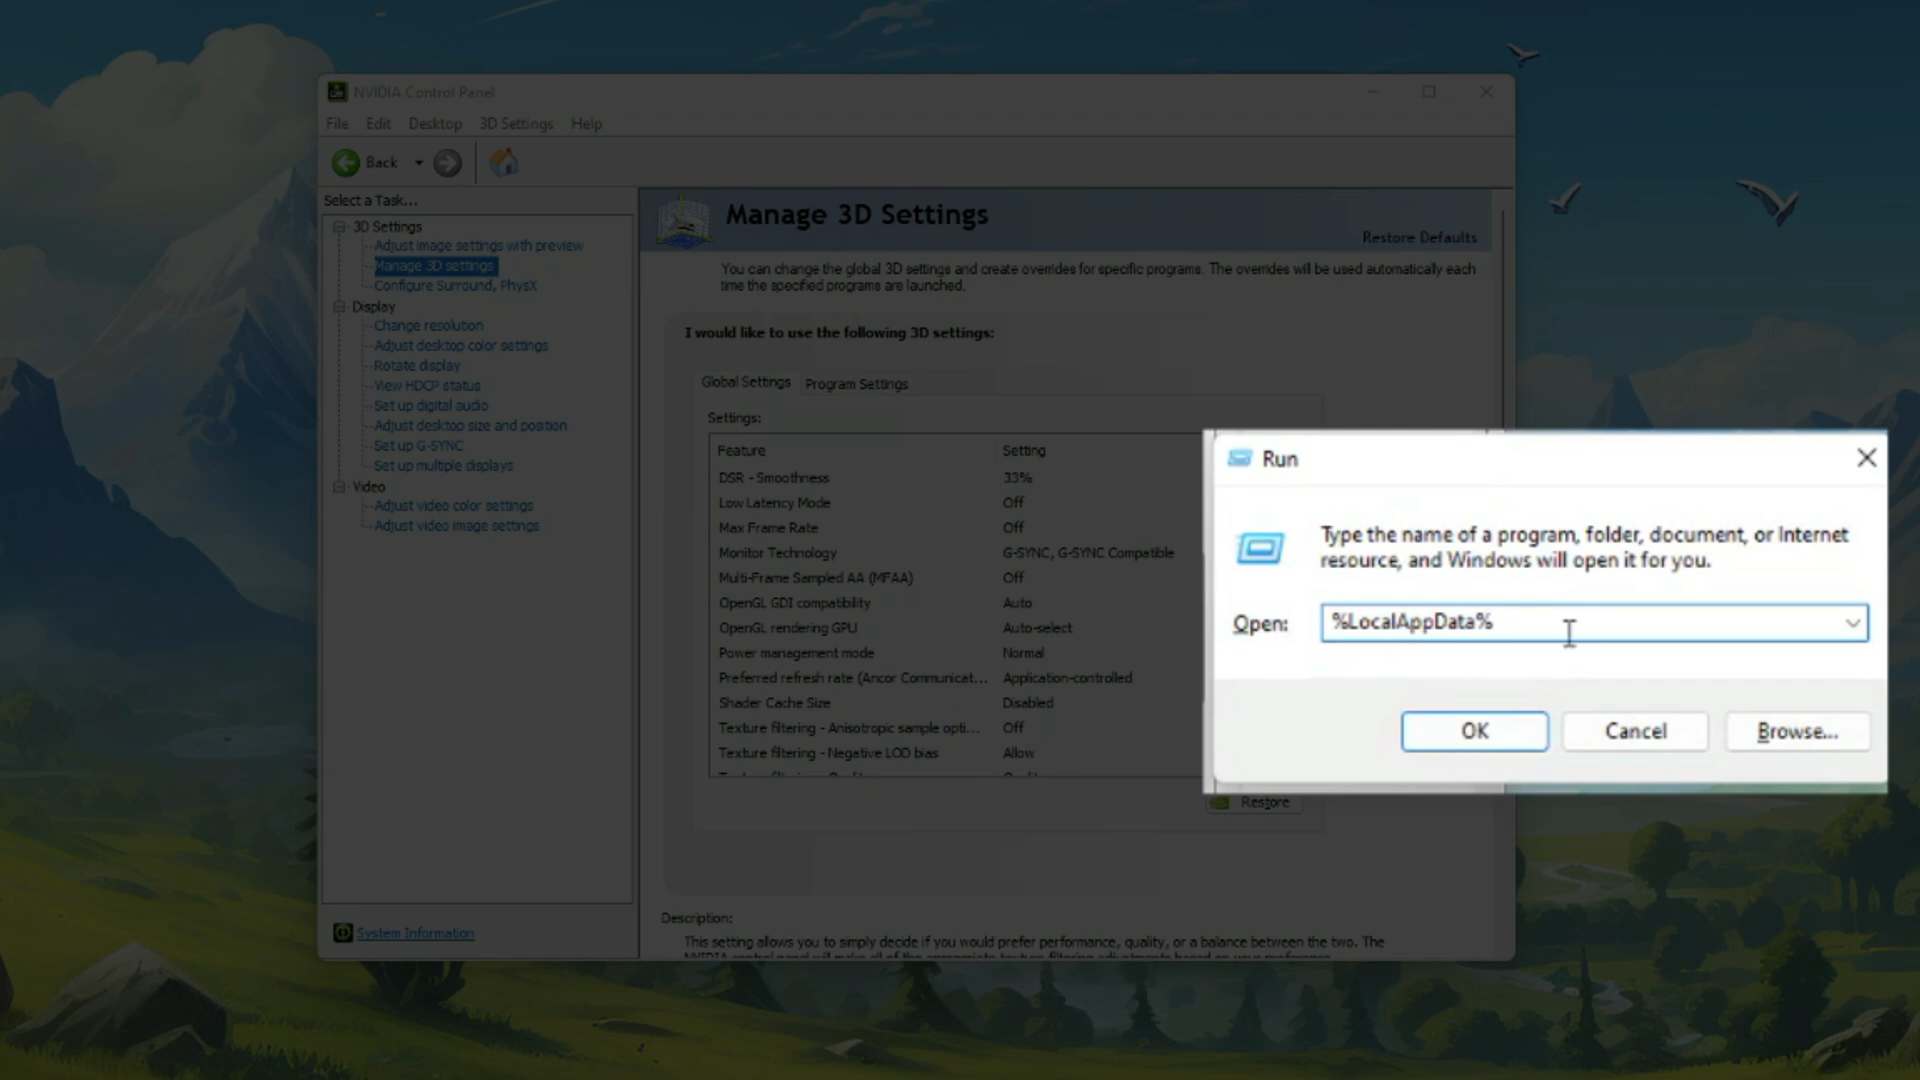 NVIDIA Control Panel
File Edit Desktop 3D Settings Help
Back
Select a Task...
3D Settings
Adjust image settings with preview
Manage 3D settings
Configure Surround, PhysX
Display
Change resolution
Adjust desktop color settings
Rotate display
View HDCP status
Set up digital audio
Adjust desktop size and position
Set up G-SYNC
Set up multiple displays
Video
Adjust video color settings
Adjust video image settings
System Information
Manage 3D Settings
Restore Defaults
You can change the global 3D settings and create overrides for specific programs. The overrides will be used automatically each
time the specified programs are launched.
I would like to use the following 3D settings:
Global Settings Program Settings
Settings:
Feature Setting
DSR - Smoothness 33%
Low Latency Mode Off
Max Frame Rate Off
Monitor Technology G-SYNC, G-SYNC Compatible
Multi-Frame Sampled AA (MFAA) Off
OpenGL GDI compatibility Auto
OpenGL rendering GPU Auto-select
Power management mode Normal
Preferred refresh rate (Ancor Communicat... Application-controlled
Shader Cache Size Disabled
Texture filtering - Anisotropic sample opti... Off
Texture filtering - Negative LOD bias Allow
Restore
Description:
This setting allows you to simply decide if you would prefer performance, quality, or a balance between the two. The
Run
Type the name of a program, folder, document, or Internet
resource, and Windows will open it for you.
Open: %LocalAppData%
OK Cancel Browse...